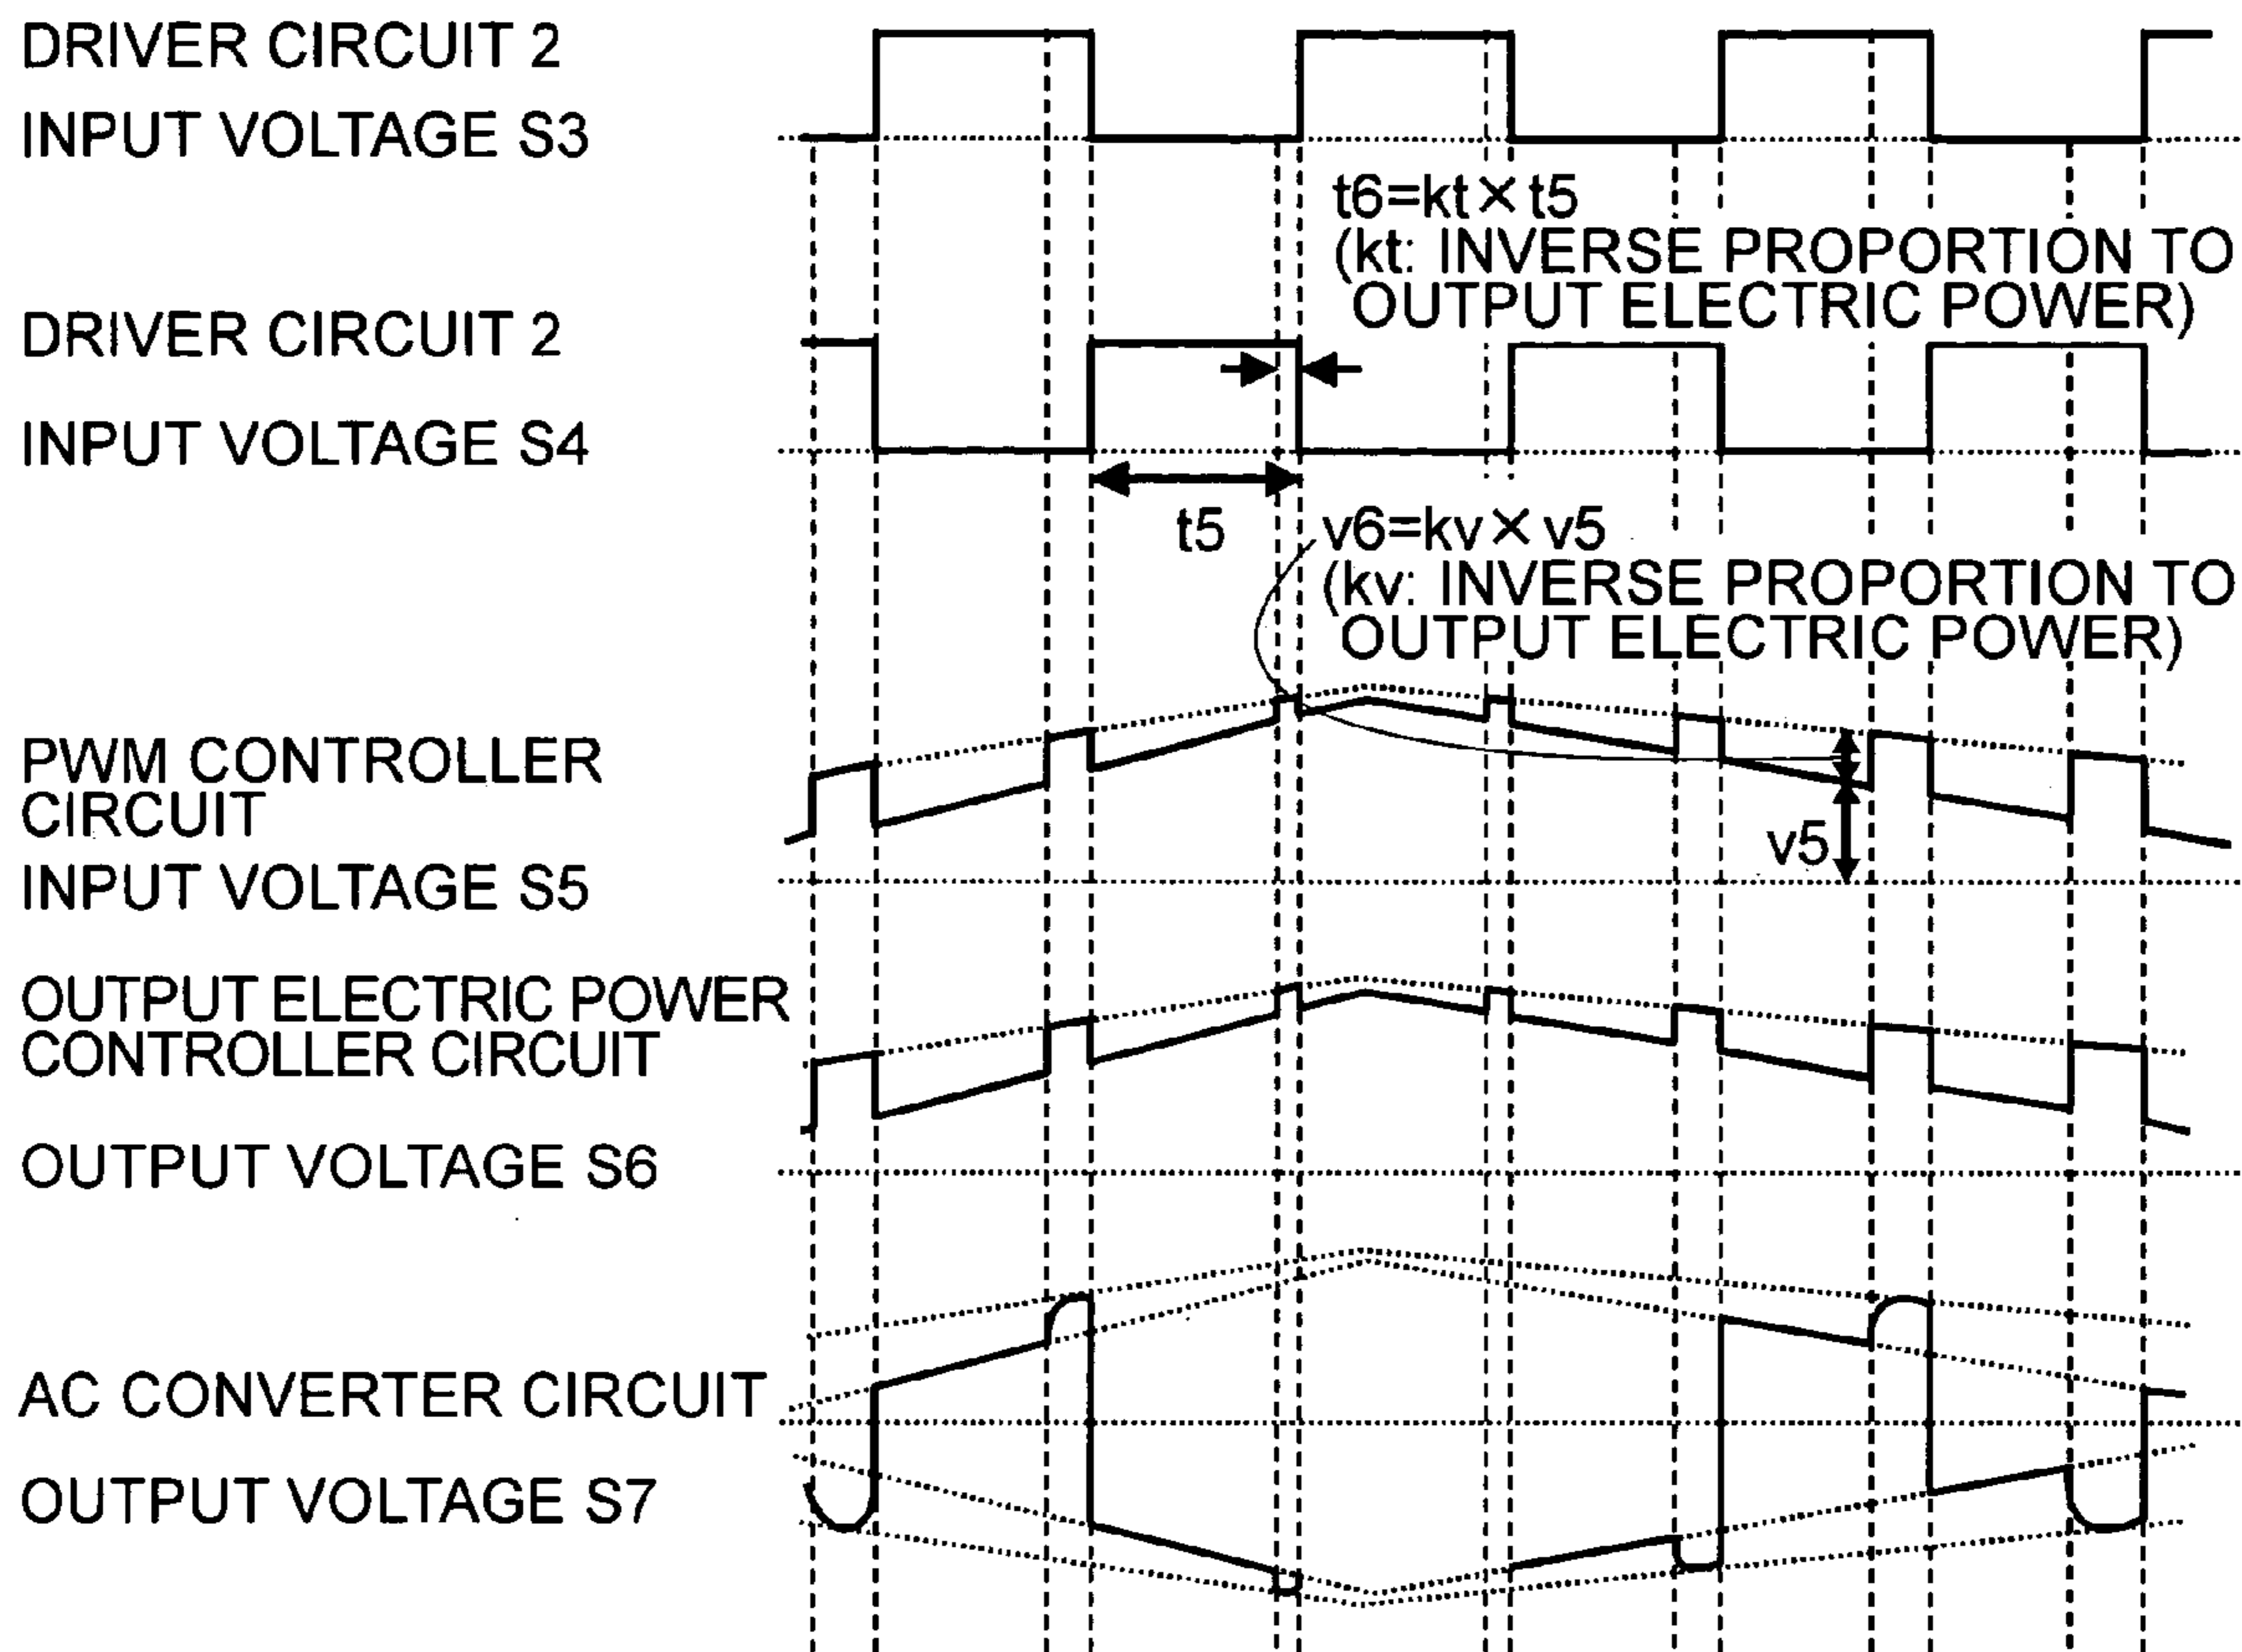 DRIVER CIRCUIT 2
INPUT VOLTAGE S3
t6=kt×t5
(kt: INVERSE PROPORTION TO
OUTPUT ELECTRIC POWER)
DRIVER CIRCUIT 2
INPUT VOLTAGE S4
t5
v6=kv×v5
(kv: INVERSE PROPORTION TO
OUTPUT ELECTRIC POWER)
PWM CONTROLLER
CIRCUIT
v5
INPUT VOLTAGE S5
OUTPUT ELECTRIC POWER
CONTROLLER CIRCUIT
OUTPUT VOLTAGE S6
AC CONVERTER CIRCUIT
OUTPUT VOLTAGE S7